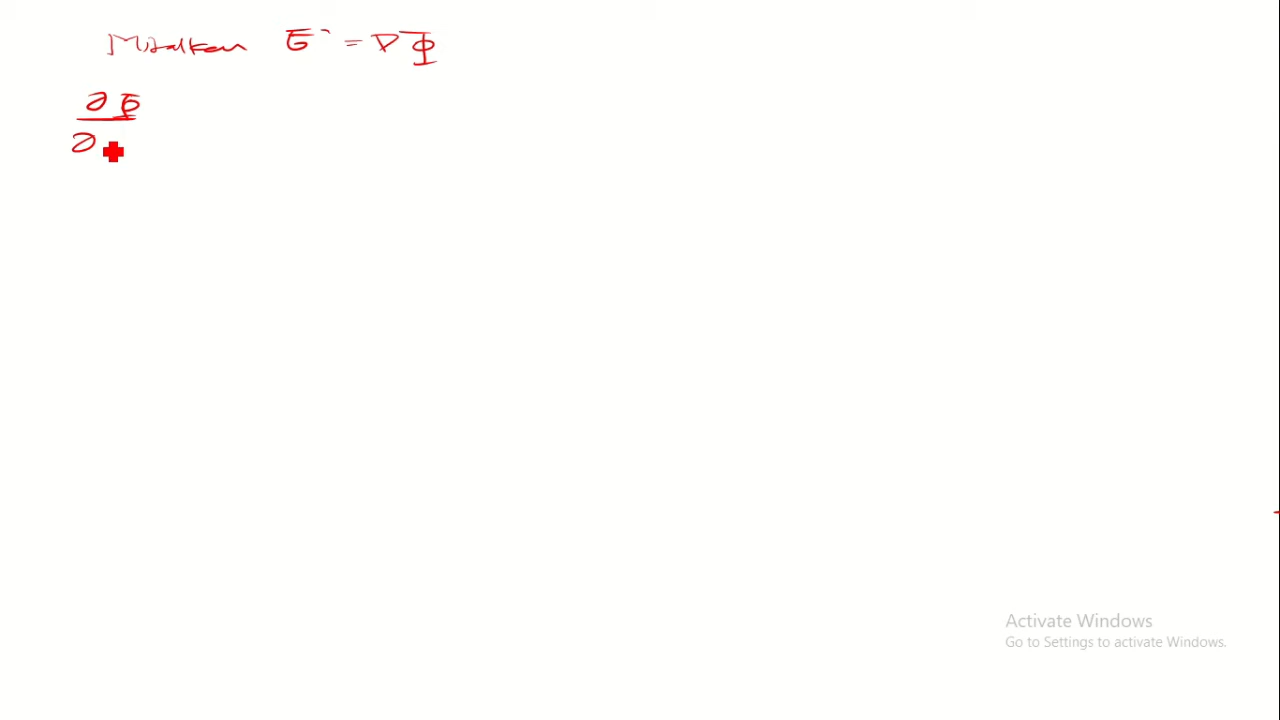 Misalkan E = ∇Φ
∂Φ
∂
Activate Windows
Go to Settings to activate Windows.